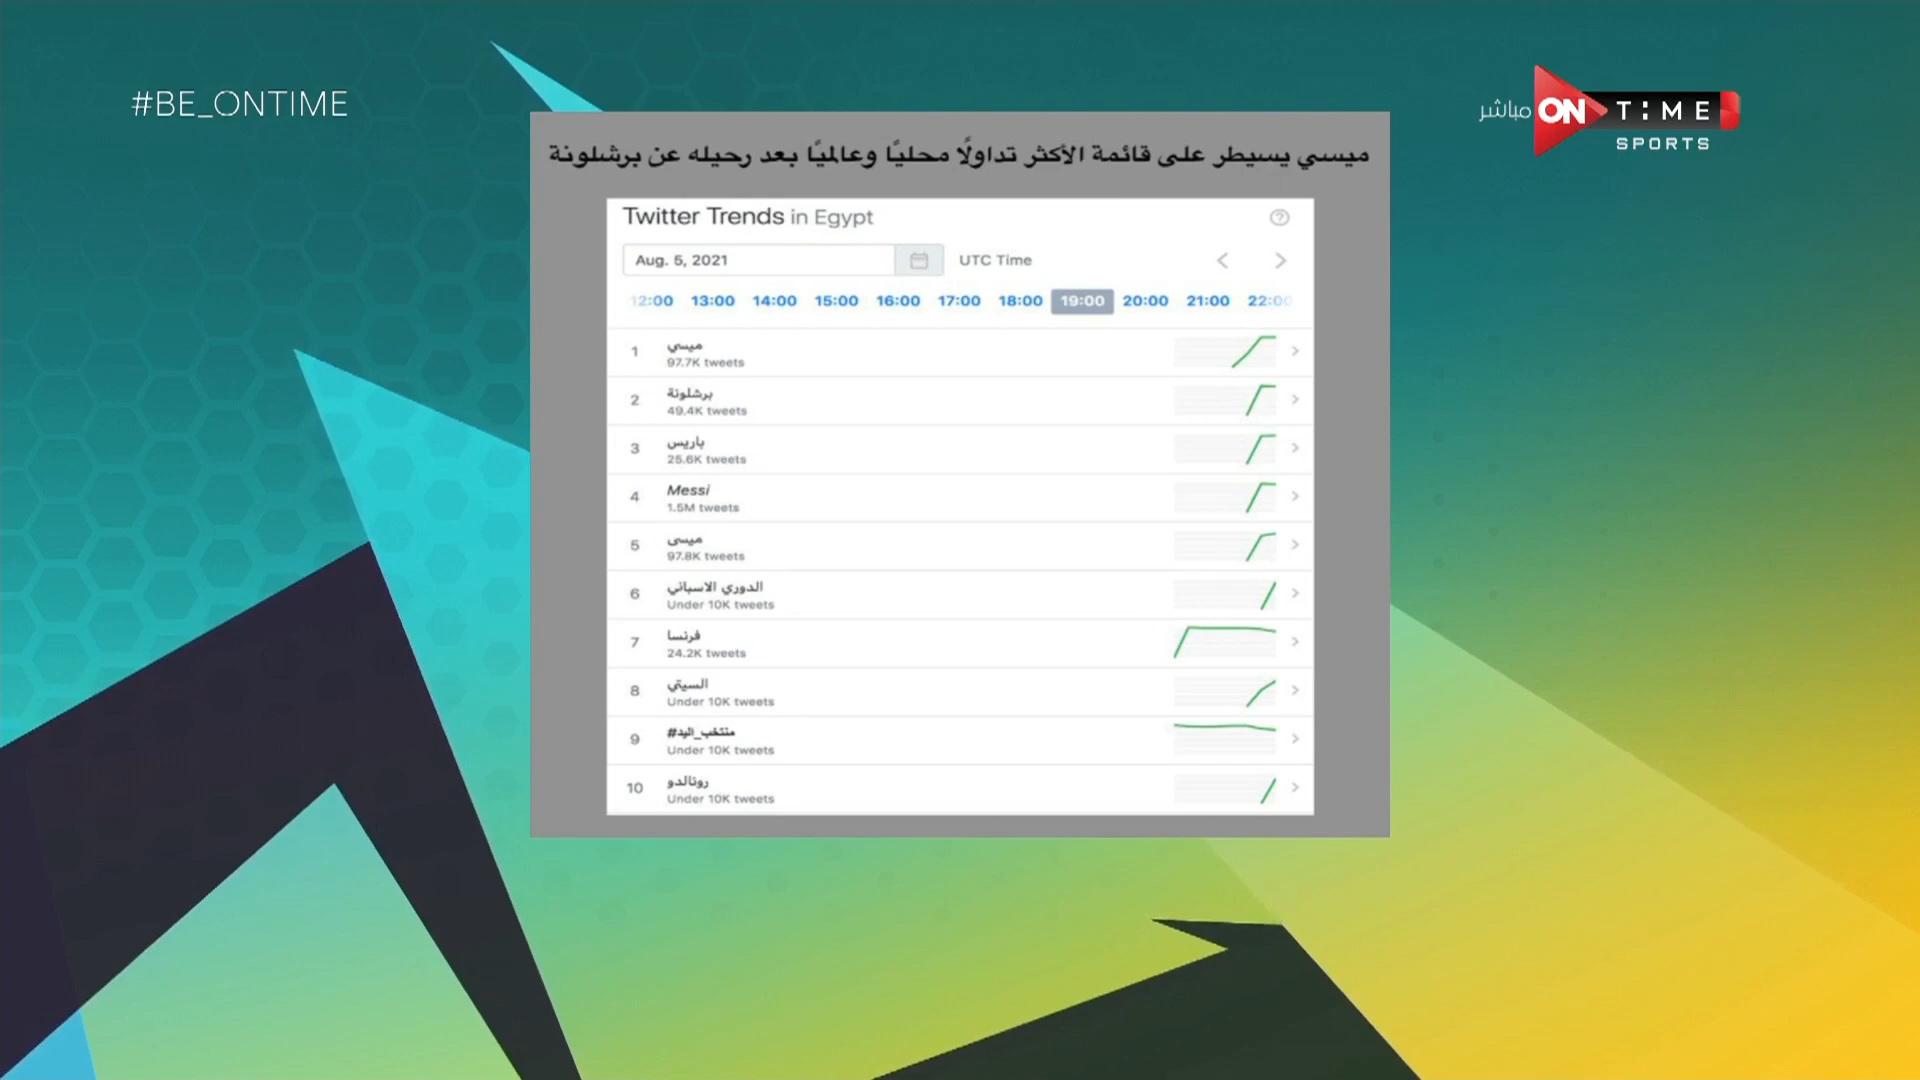 #BE_ONTIME
مباشر ON TIME
SPORTS
ميسي يسيطر على قائمة الأكثر تداولًا محليًا وعالميًا بعد رحيله عن برشلونة
Twitter Trends in Egypt
Aug. 5, 2021 UTC Time
12:00 13:00 14:00 15:00 16:00 17:00 18:00 19:00 20:00 21:00 22:00
1 ميسي
97.7K tweets
2 برشلونة
49.4K tweets
3 باريس
25.6K tweets
4 Messi
1.5M tweets
5 ميسى
97.8K tweets
6 الدوري الاسباني
Under 10K tweets
7 فرنسا
24.2K tweets
8 السيتي
Under 10K tweets
9 #منتخب_اليد
Under 10K tweets
10 رونالدو
Under 10K tweets